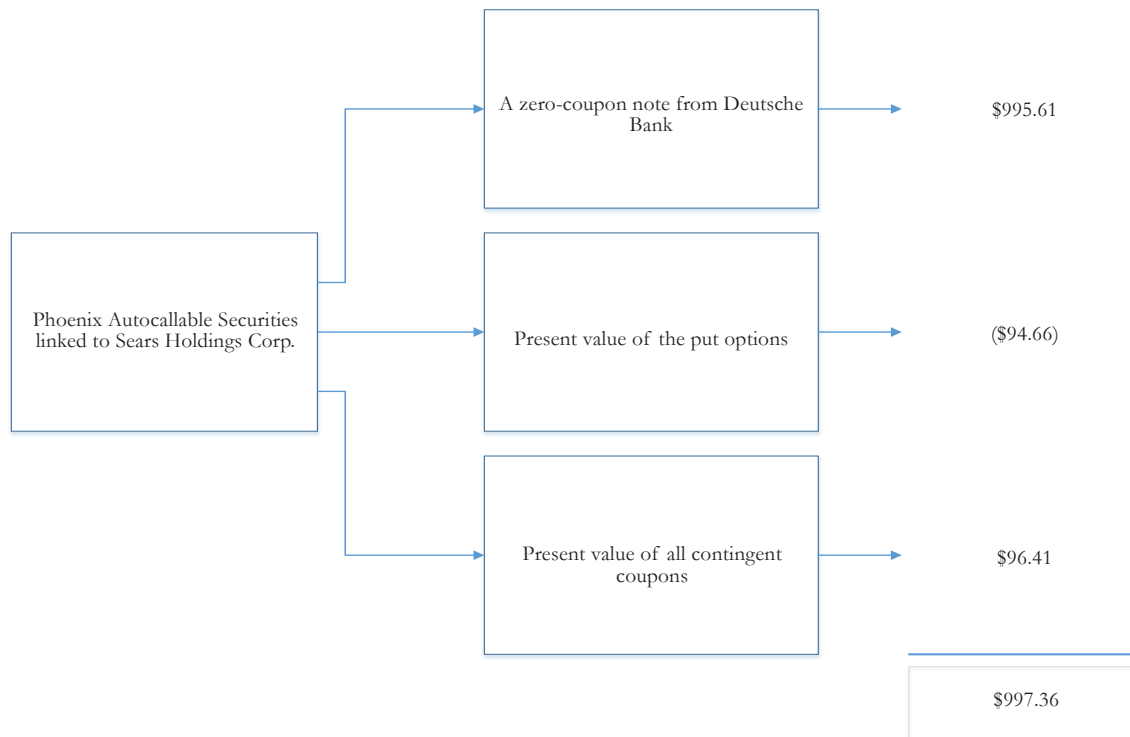 A zero-coupon note from Deutsche
Bank
$995.61
Phoenix Autocallable Securities
linked to Sears Holdings Corp.
Present value of the put options
($94.66)
Present value of all contingent
coupons
$96.41
$997.36